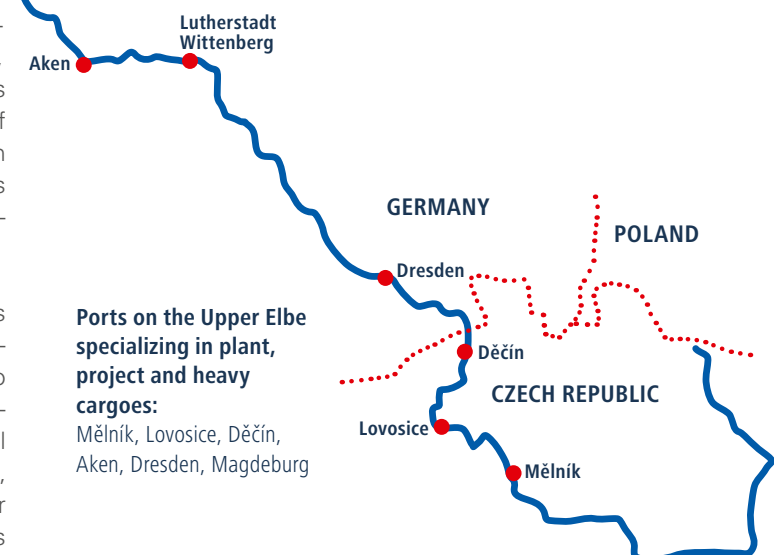 Lutherstadt
Wittenberg
Aken
GERMANY
POLAND
Dresden
Ports on the Upper Elbe
specializing in plant,
project and heavy
cargoes:
Mělník, Lovosice, Děčín,
Aken, Dresden, Magdeburg
Děčín
CZECH REPUBLIC
Lovosice
Mělník